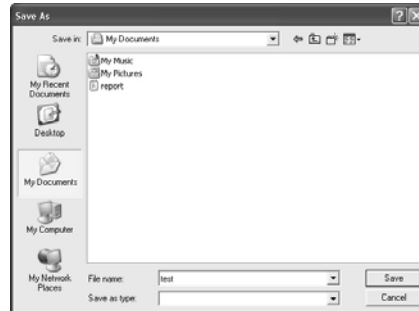 Save As
Save in:
My Documents
My Music
My Pictures
report
My Recent
Documents
Desktop
My Documents
My Computer
My Network
Places
File name:
test
Save
Save as type:
Cancel